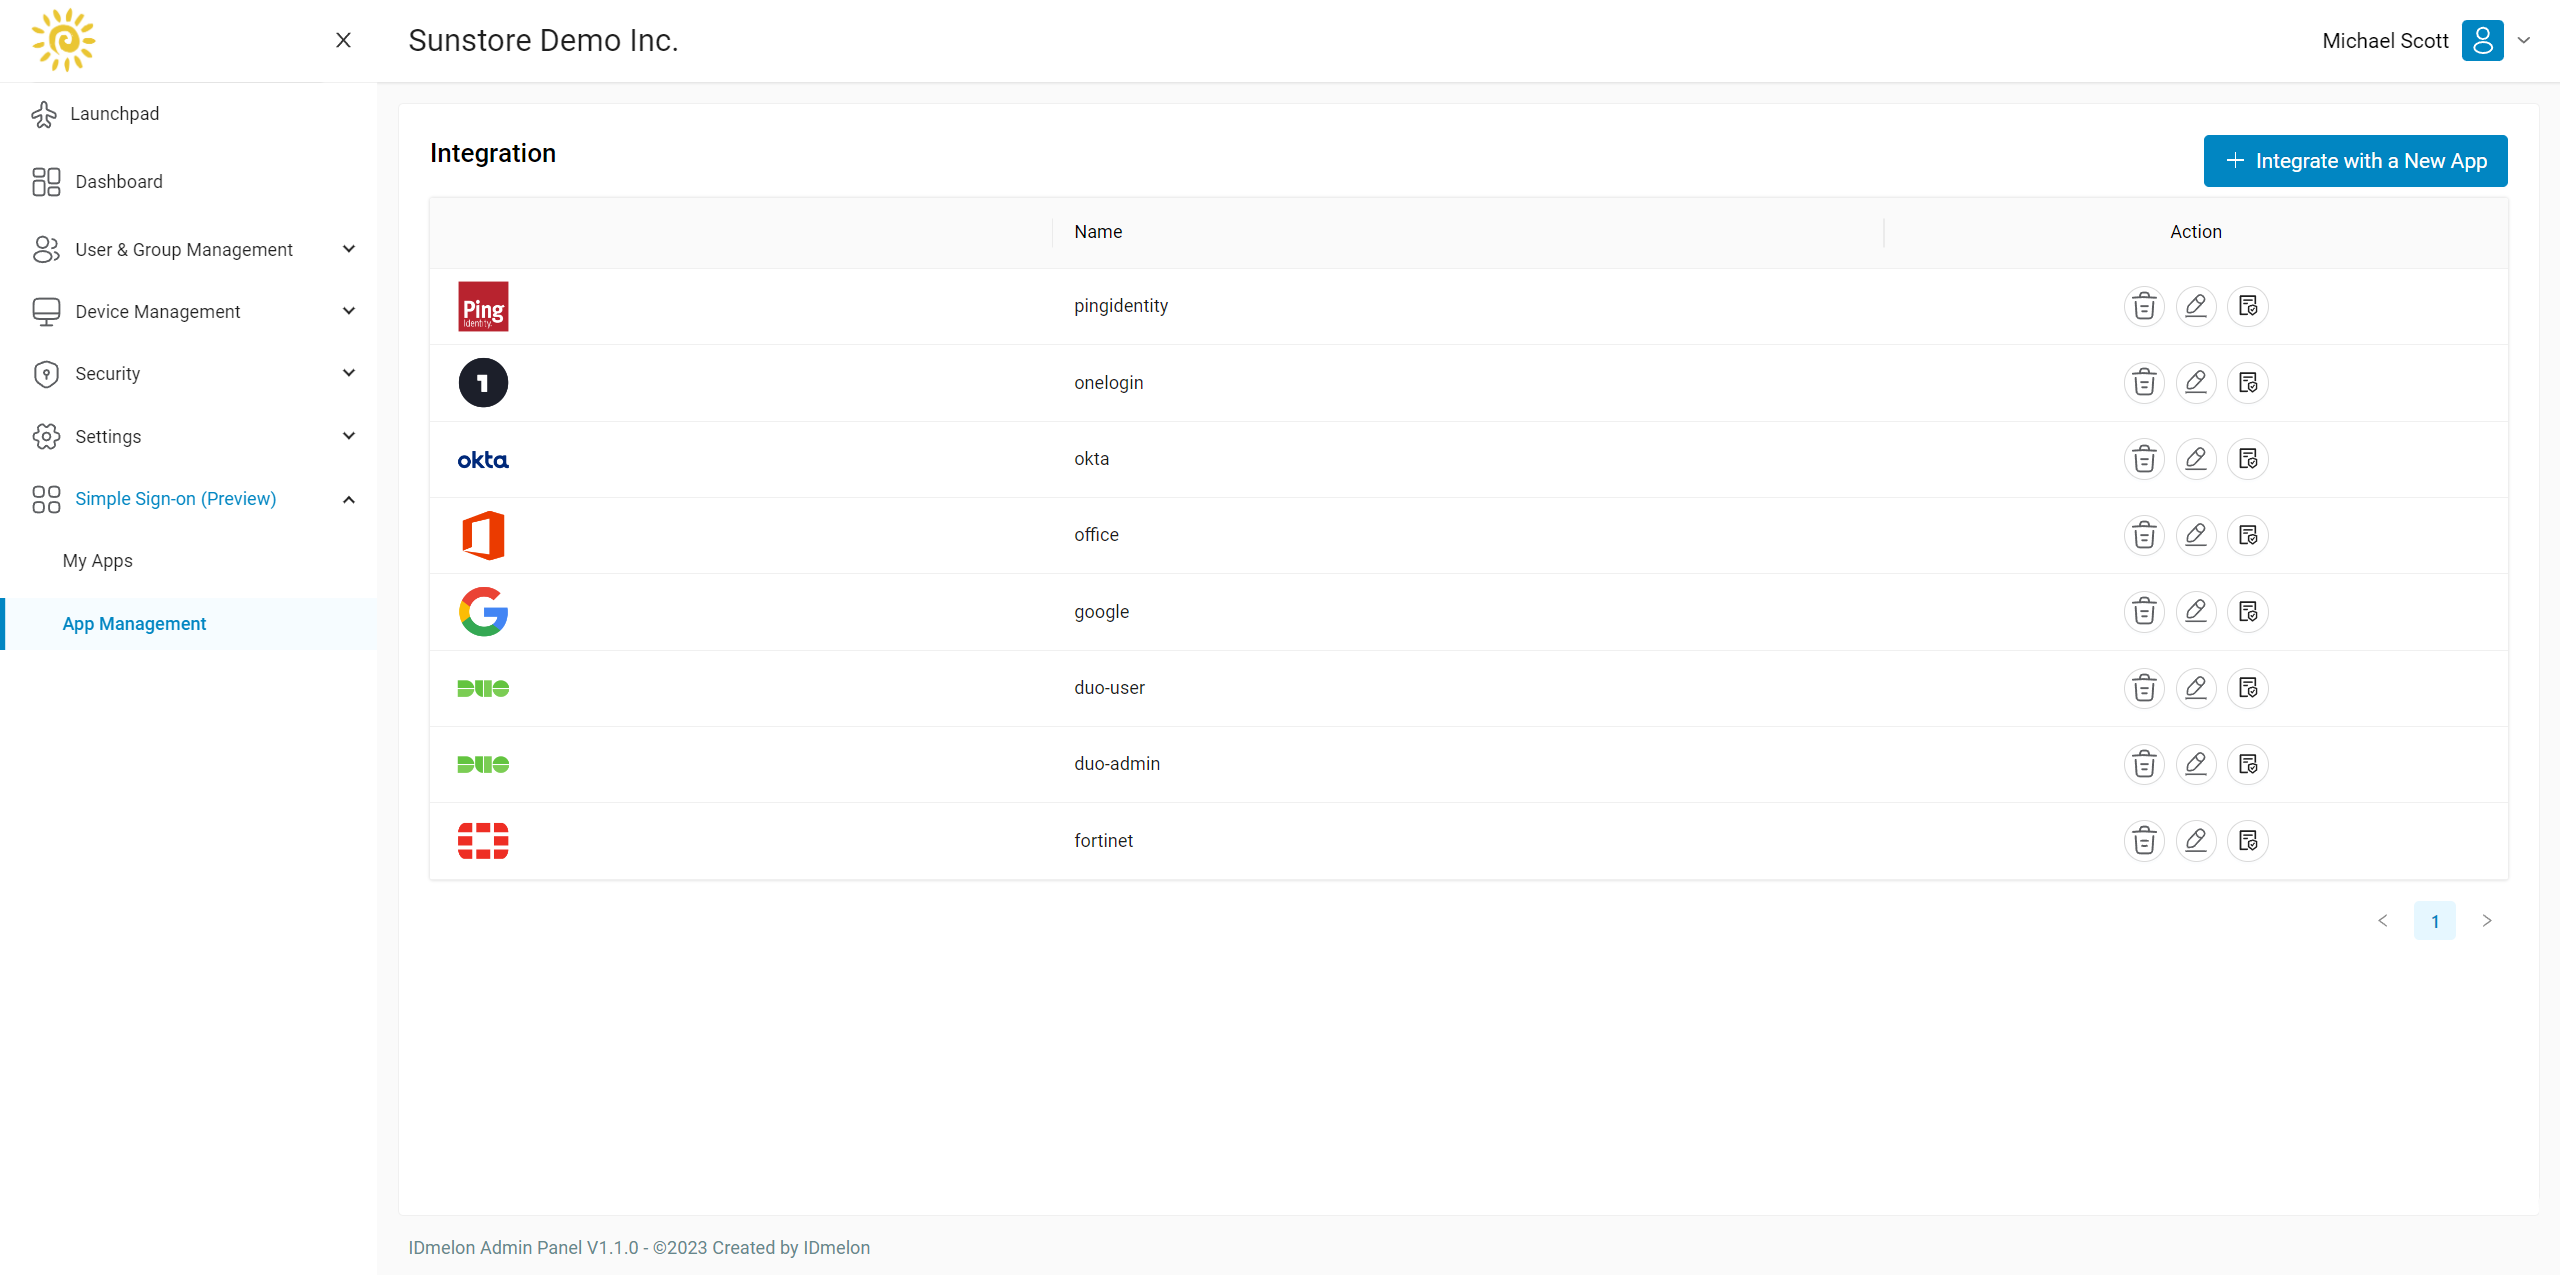 Sunstore Demo Inc.
Michael Scott
Launchpad
Dashboard
User & Group Management
Device Management
Security
Settings
Simple Sign-on (Preview)
My Apps
App Management
Integration
+ Integrate with a New App
Name
Action
Ping
Identity.
pingidentity
1
onelogin
okta
okta
office
G
google
DUO
duo-user
DUO
duo-admin
fortinet
< 1 >
IDmelon Admin Panel V1.1.0 - ©2023 Created by IDmelon